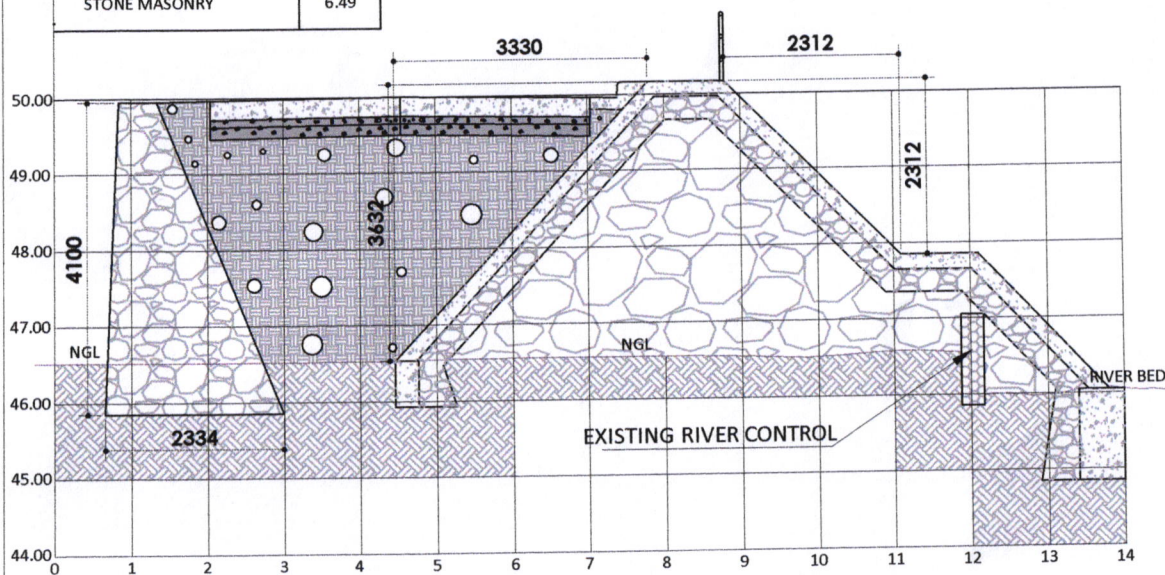 STONE MASONRY 6.49
3330
2312
50.00
49.00
48.00
47.00
46.00
45.00
44.00
4100
3632
2312
NGL
NGL
RIVER BED
2334
EXISTING RIVER CONTROL
0 1 2 3 4 5 6 7 8 9 10 11 12 13 14